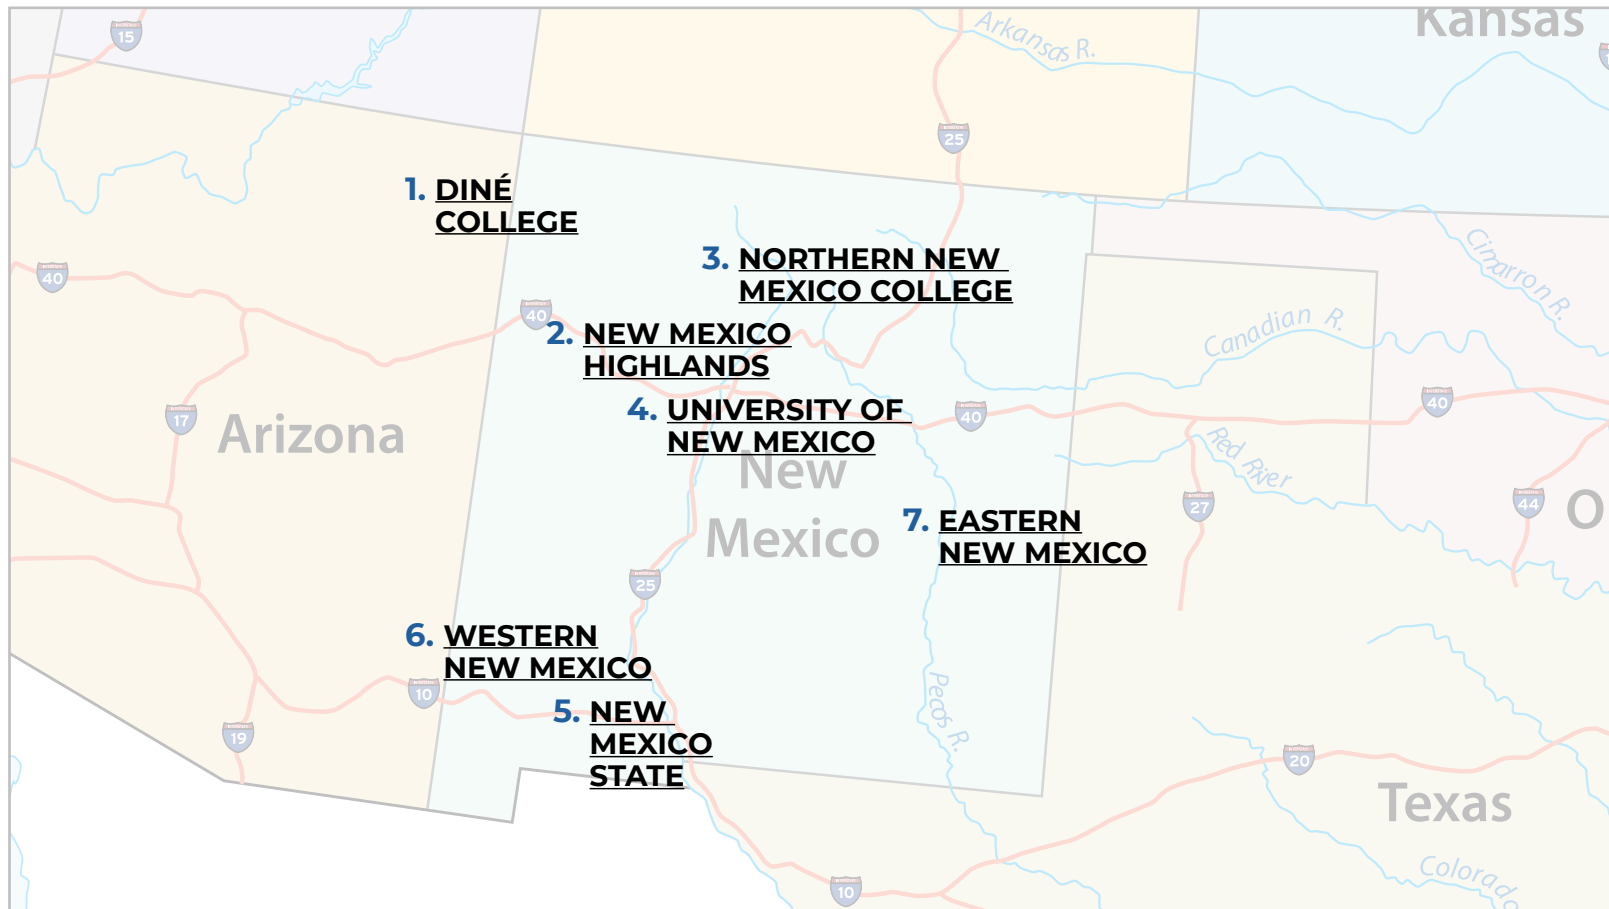 Kansas
15
Arkansas R.
25
1. DINÉ
COLLEGE
3. NORTHERN NEW
MEXICO COLLEGE
Cimarron R.
40
40
2. NEW MEXICO
HIGHLANDS
Canadian R.
4. UNIVERSITY OF
NEW MEXICO
17
40
40
Arizona
New
Mexico
Red River
27
44
O
7. EASTERN
NEW MEXICO
25
6. WESTERN
NEW MEXICO
10
Pecos R.
5. NEW
MEXICO
STATE
19
20
Texas
10
Colorado